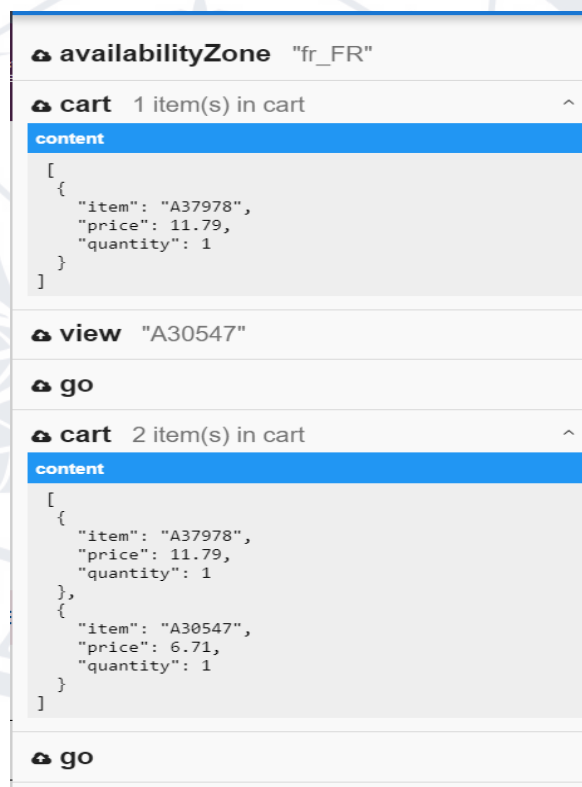 availabilityZone "fr_FR"
cart 1 item(s) in cart
content
[
{
"item": "A37978",
"price": 11.79,
"quantity": 1
}
]
view "A30547"
go
cart 2 item(s) in cart
content
[
{
"item": "A37978",
"price": 11.79,
"quantity": 1
},
{
"item": "A30547",
"price": 6.71,
"quantity": 1
}
]
go